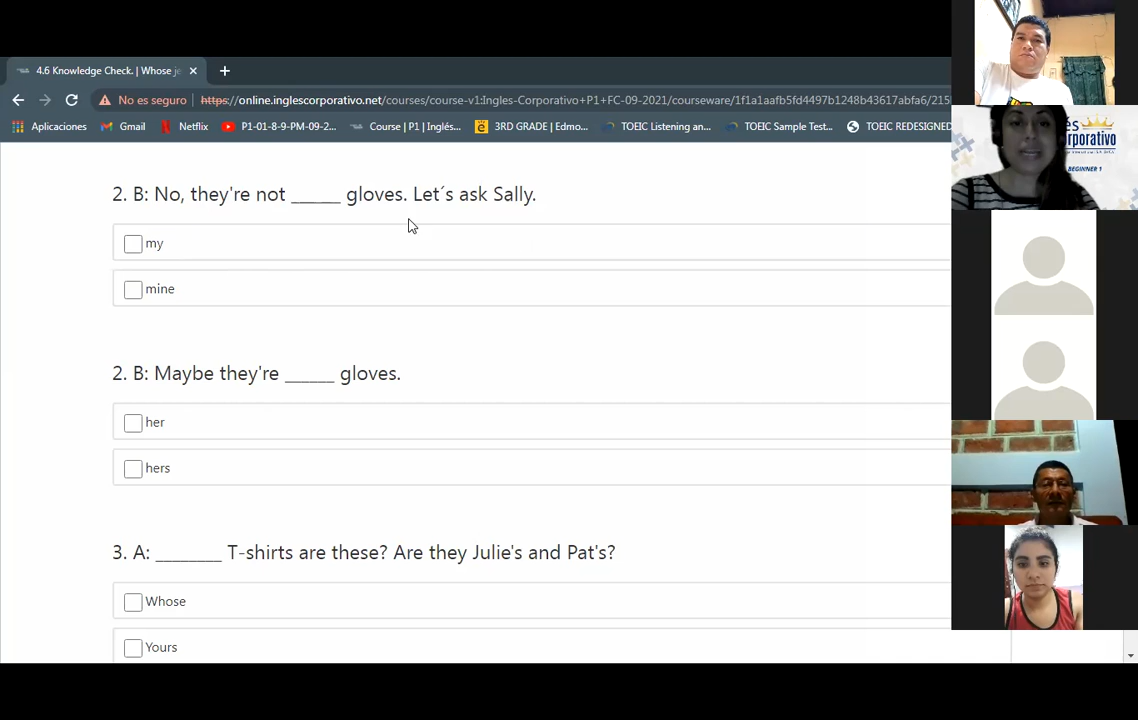 4.6 Knowledge Check. | Whose je
No es seguro | https://online.inglescorporativo.net/courses/course-v1:Ingles-Corporativo+P1+FC-09-2021/courseware/1f1a1aafb5fd4497b1248b43617abfa6/215
Aplicaciones Gmail Netflix P1-01-8-9-PM-09-2... Course | P1 | Inglés... 3RD GRADE | Edmo... TOEIC Listening an... TOEIC Sample Test... TOEIC REDESIGNED
2. B: No, they're not ______ gloves. Let´s ask Sally.
my
mine
2. B: Maybe they're ______ gloves.
her
hers
3. A: ________ T-shirts are these? Are they Julie's and Pat's?
Whose
Yours
BEGINNER 1